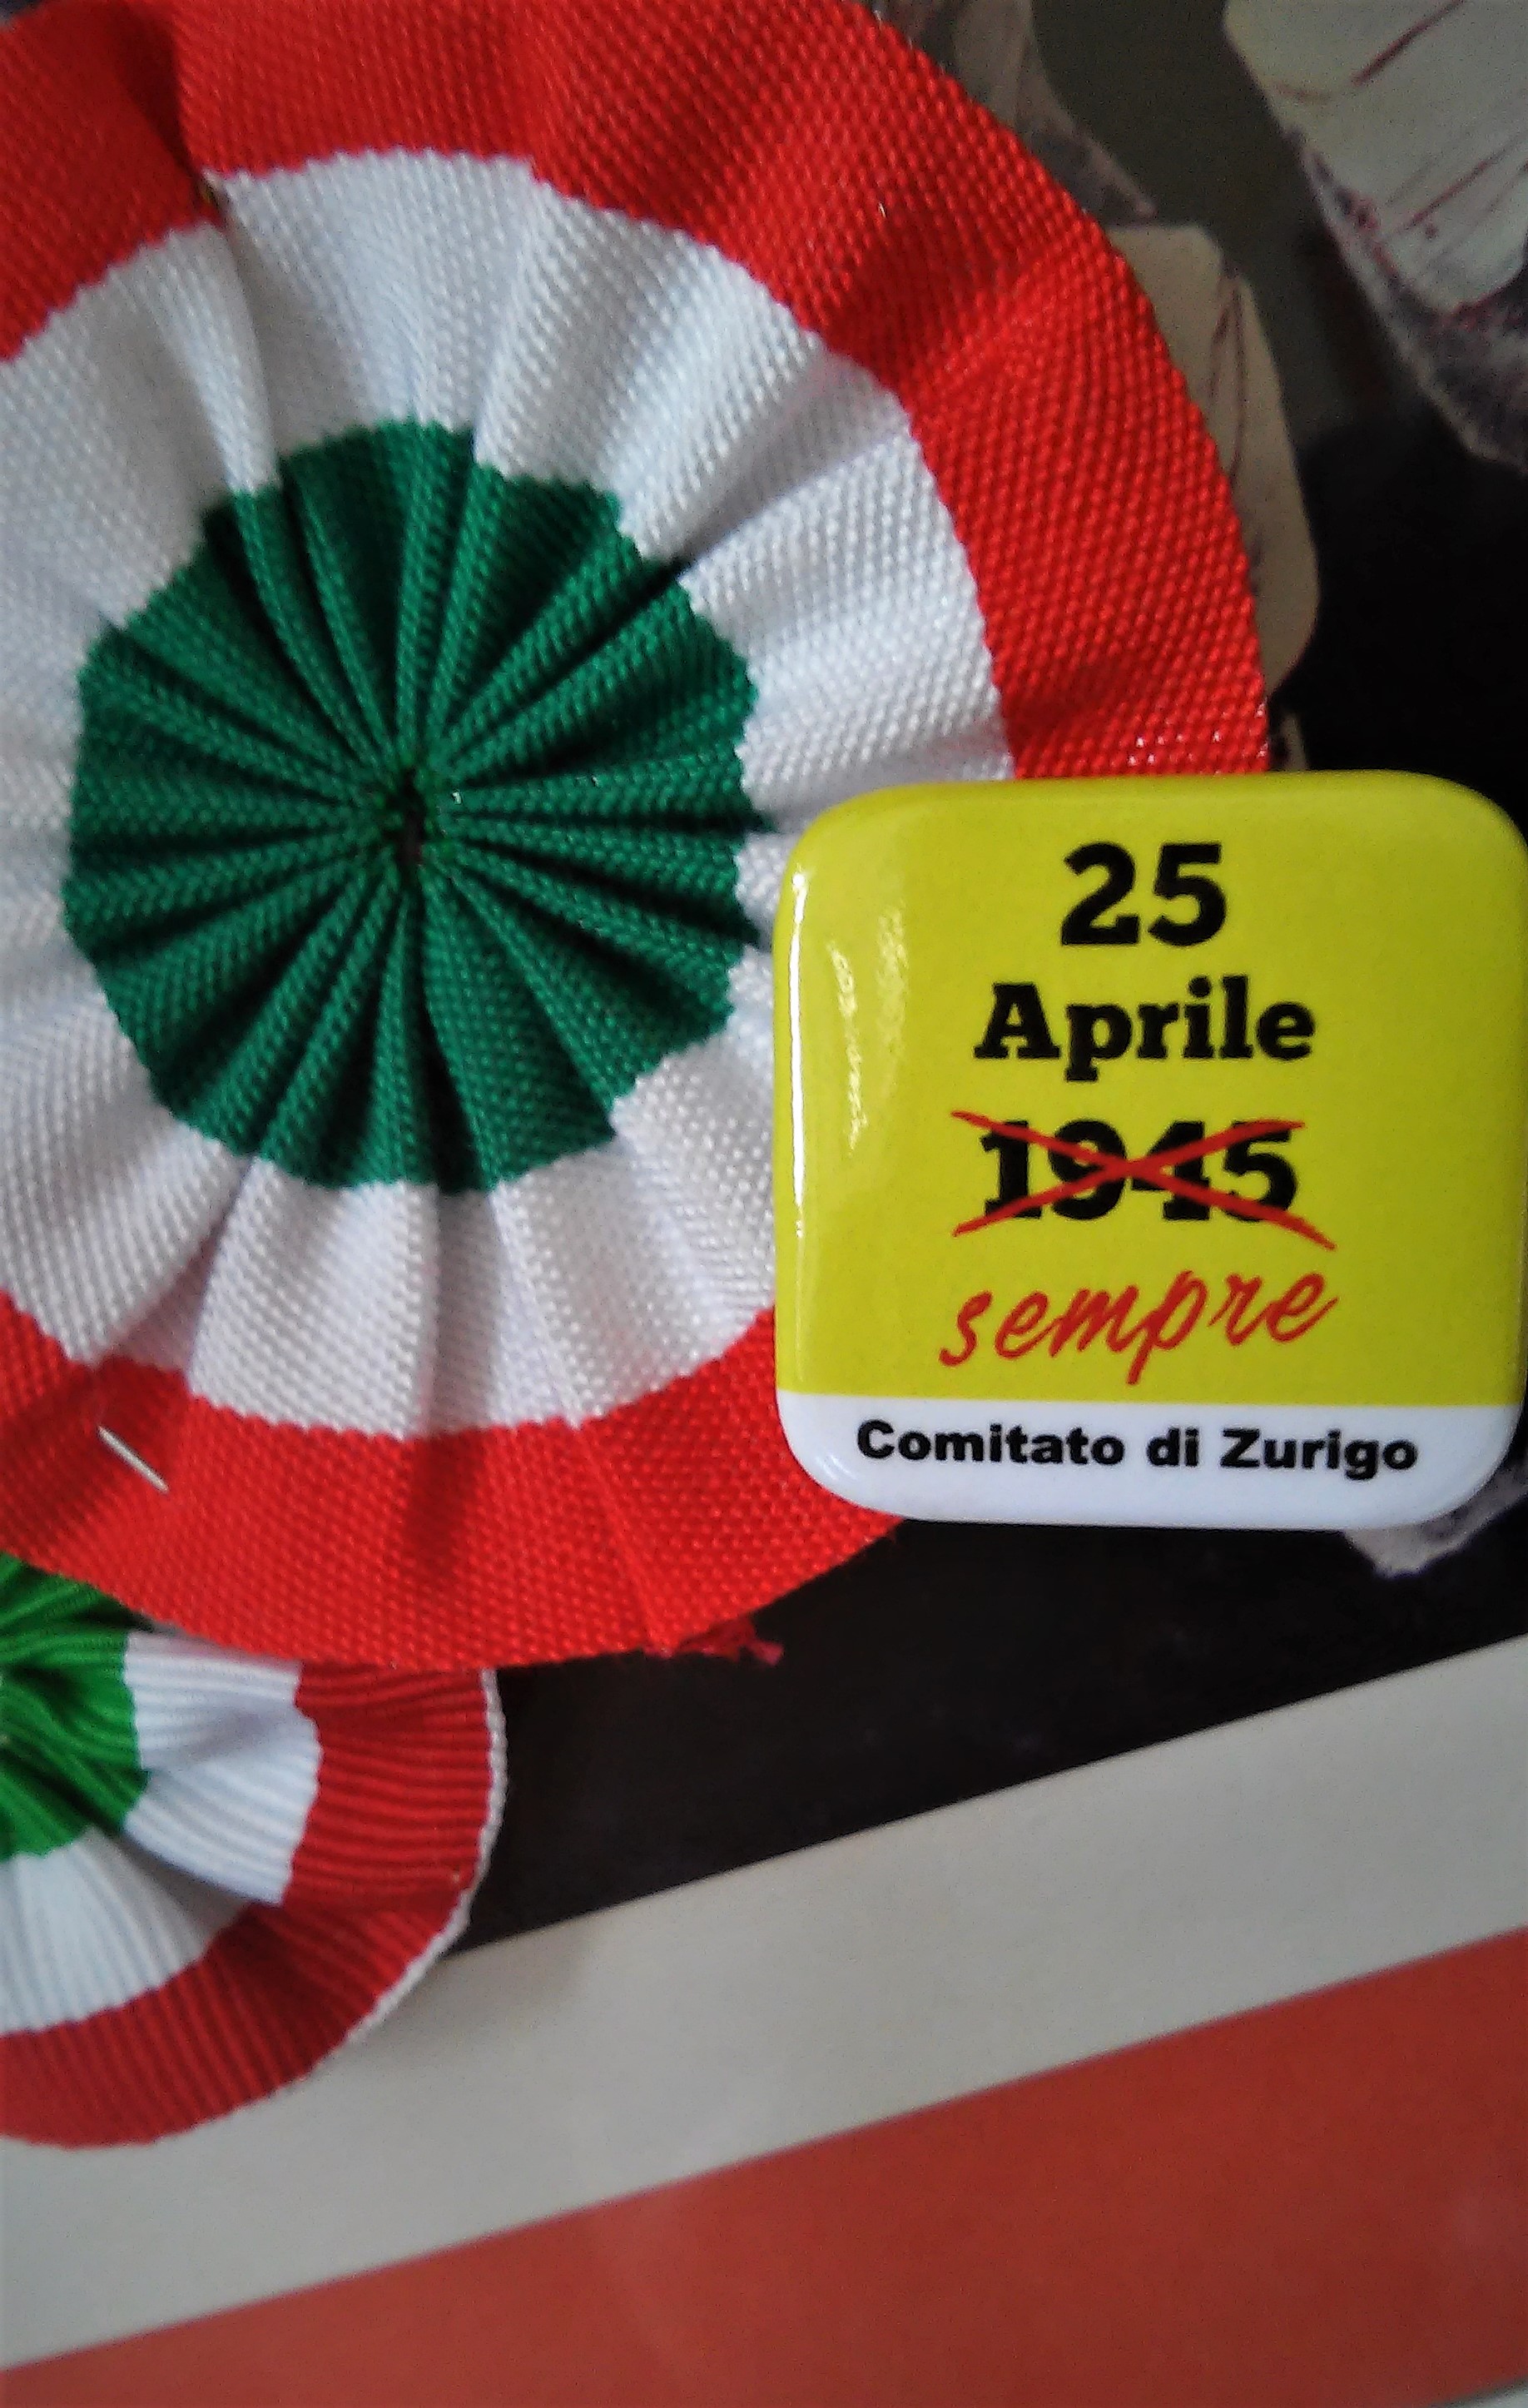 25
Aprile
1945
sempre
Comitato di Zurigo